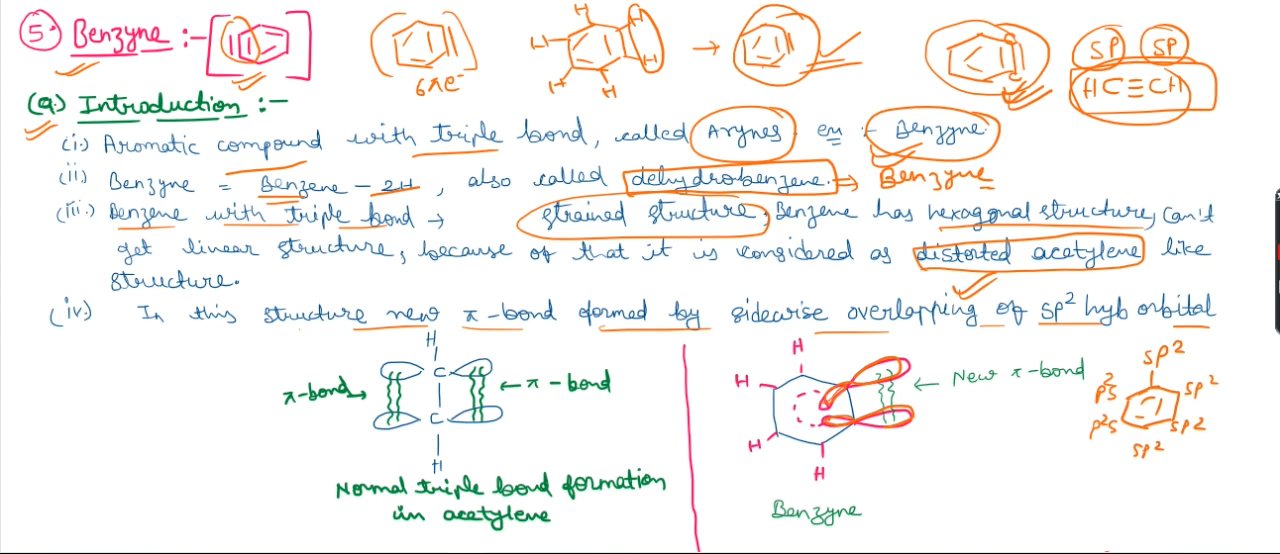 5. Benzyne :-
6πe⁻
H H H H H H
C C
SP SP
HC≡CH
(a.) Introduction :-
(i.) Aromatic compound with triple bond, called Arynes eg :- Benzyne.
(ii) Benzyne = Benzene - 2H, also called dehydrobenzene. → Benzyne
(iii.) Benzene with triple bond → strained structure, Benzene has hexagonal structure, can't
get linear structure, because of that it is considered as distorted acetylene like
structure.
(iv.) In this structure new π-bond formed by sidewise overlapping of sp² hyb orbital
H
C
π-bond → ← π-bond
C
H
Normal triple bond formation
in acetylene
H
H
← New π-bond
H
H
Benzyne
sp²
sp² sp²
sp² sp²
sp²